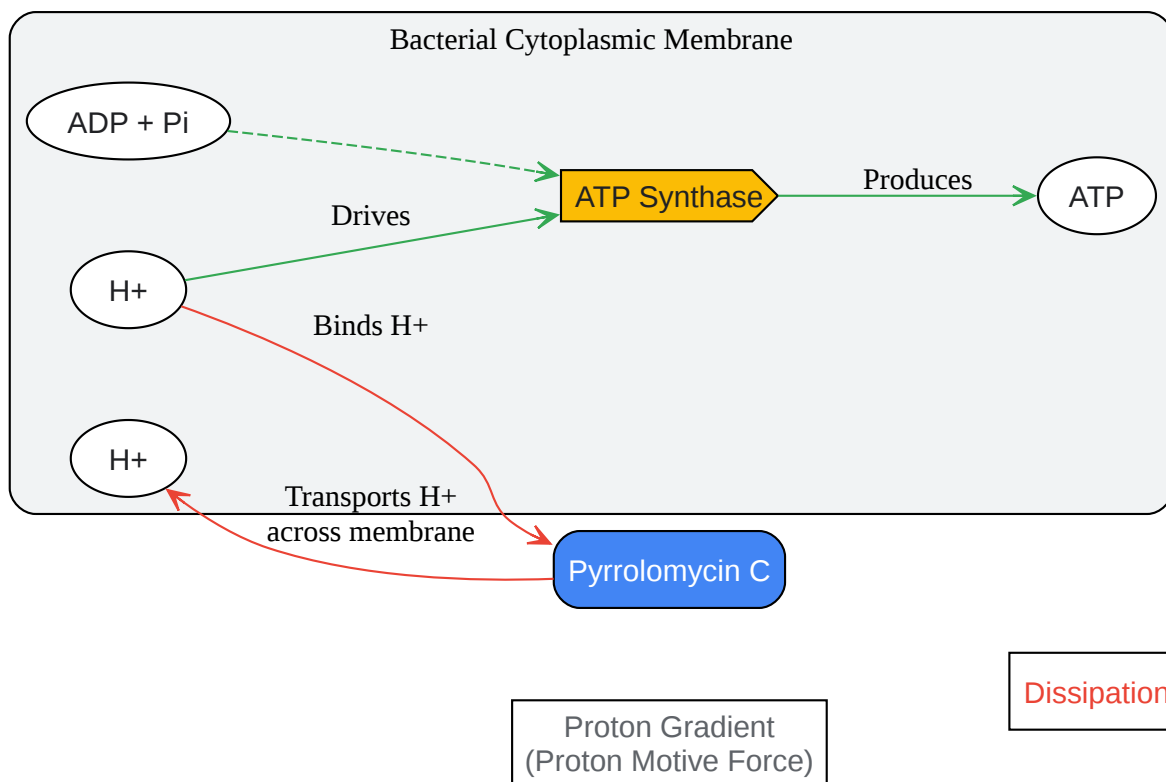 Bacterial Cytoplasmic Membrane
ADP + Pi
ATP Synthase
Produces
ATP
Drives
H+
Binds H+
H+
Transports H+
across membrane
Pyrrolomycin C
Dissipation
Proton Gradient
(Proton Motive Force)